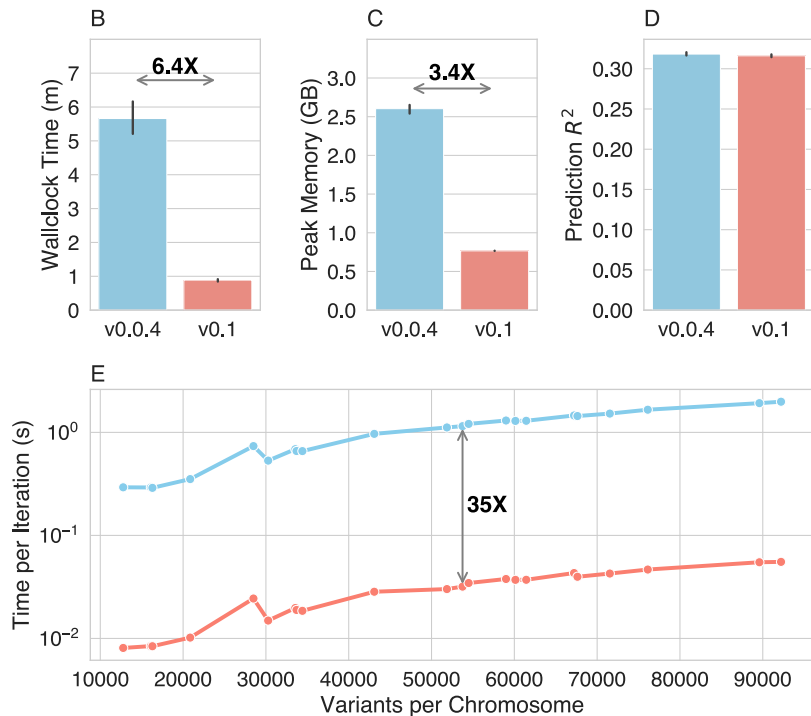 B
Wallclock Time (m)
7
6
5
4
3
2
1
0
6.4X
v0.0.4 v0.1
C
Peak Memory (GB)
3.0
2.5
2.0
1.5
1.0
0.5
0.0
3.4X
v0.0.4 v0.1
D
Prediction R²
0.30
0.25
0.20
0.15
0.10
0.05
0.00
v0.0.4 v0.1
E
Time per Iteration (s)
10⁰
10⁻¹
10⁻²
35X
10000 20000 30000 40000 50000 60000 70000 80000 90000
Variants per Chromosome